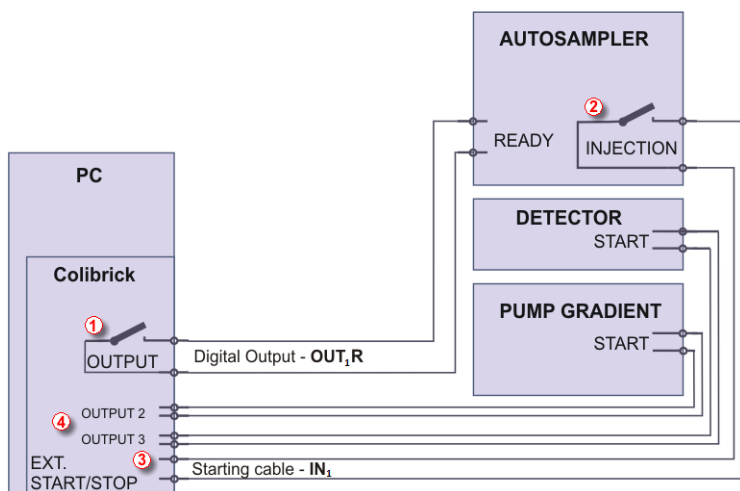 AUTOSAMPLER
2
READY
INJECTION
PC
DETECTOR
START
Colibrick
PUMP GRADIENT
START
1
OUTPUT
Digital Output - OUT₁R
OUTPUT 2
4
OUTPUT 3
EXT.
START/STOP
3
Starting cable - IN₁